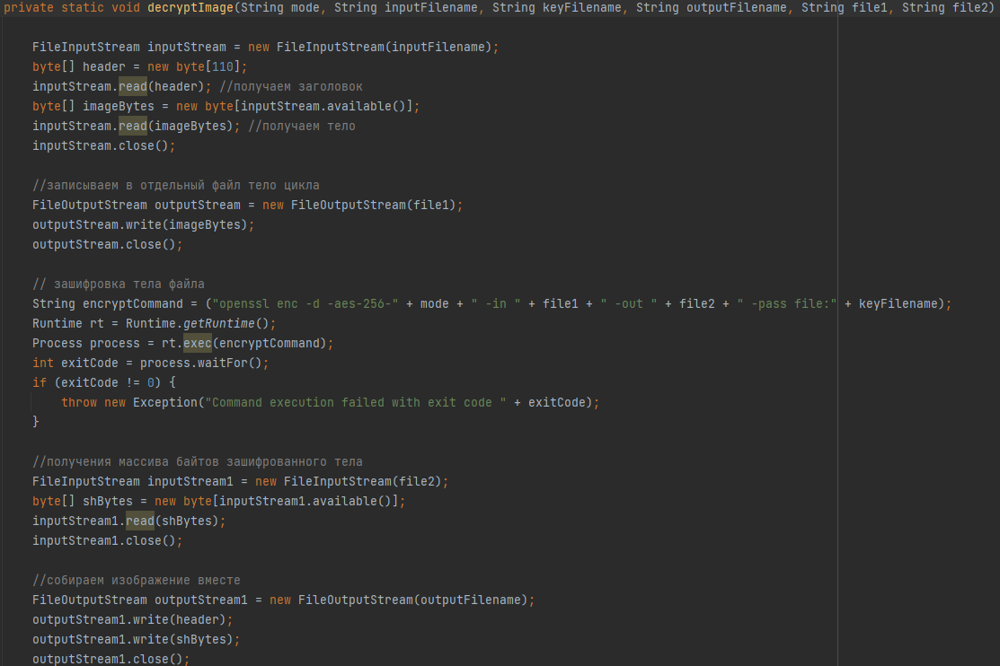 private static void decryptImage(String mode, String inputFilename, String keyFilename, String outputFilename, String file1, String file2)
FileInputStream inputStream = new FileInputStream(inputFilename);
byte[] header = new byte[110];
inputStream.read(header); //получаем заголовок
byte[] imageBytes = new byte[inputStream.available()];
inputStream.read(imageBytes); //получаем тело
inputStream.close();
//записываем в отдельный файл тело цикла
FileOutputStream outputStream = new FileOutputStream(file1);
outputStream.write(imageBytes);
outputStream.close();
// зашифровка тела файла
String encryptCommand = ("openssl enc -d -aes-256-" + mode + " -in " + file1 + " -out " + file2 + " -pass file:" + keyFilename);
Runtime rt = Runtime.getRuntime();
Process process = rt.exec(encryptCommand);
int exitCode = process.waitFor();
if (exitCode != 0) {
throw new Exception("Command execution failed with exit code " + exitCode);
}
//получения массива байтов зашифрованного тела
FileInputStream inputStream1 = new FileInputStream(file2);
byte[] shBytes = new byte[inputStream1.available()];
inputStream1.read(shBytes);
inputStream1.close();
//собираем изображение вместе
FileOutputStream outputStream1 = new FileOutputStream(outputFilename);
outputStream1.write(header);
outputStream1.write(shBytes);
outputStream1.close();